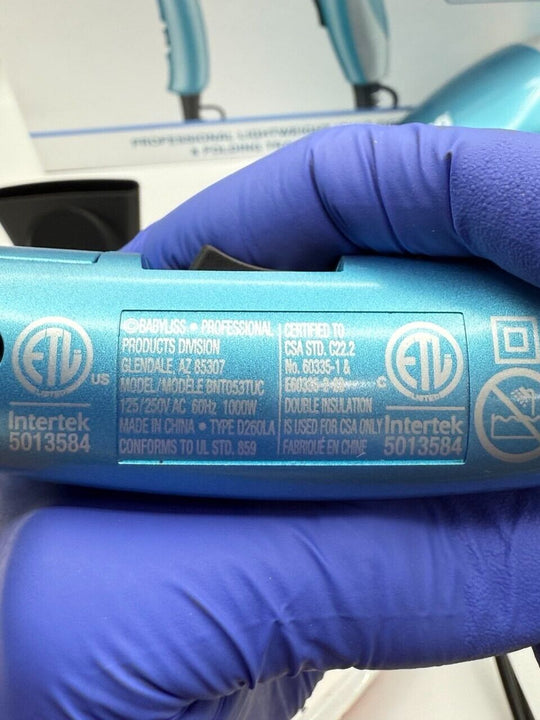 PROFESSIONAL LIGHTWEIGHT
& FOLDING
ETL
US
Intertek
5013584
©BABYLISS • PROFESSIONAL
PRODUCTS DIVISION
GLENDALE, AZ 85307
MODEL/MODÈLE BNT053TUC
125/250V AC 60Hz 1000W
MADE IN CHINA • TYPE D260LA
CONFORMS TO UL STD. 859
CERTIFIED TO
CSA STD. C22.2
No. 60335-1 &
DOUBLE INSULATION
IS USED FOR CSA ONLY
FABRIQUÉ EN CHINE
ETL
LISTED
C
Intertek
5013584